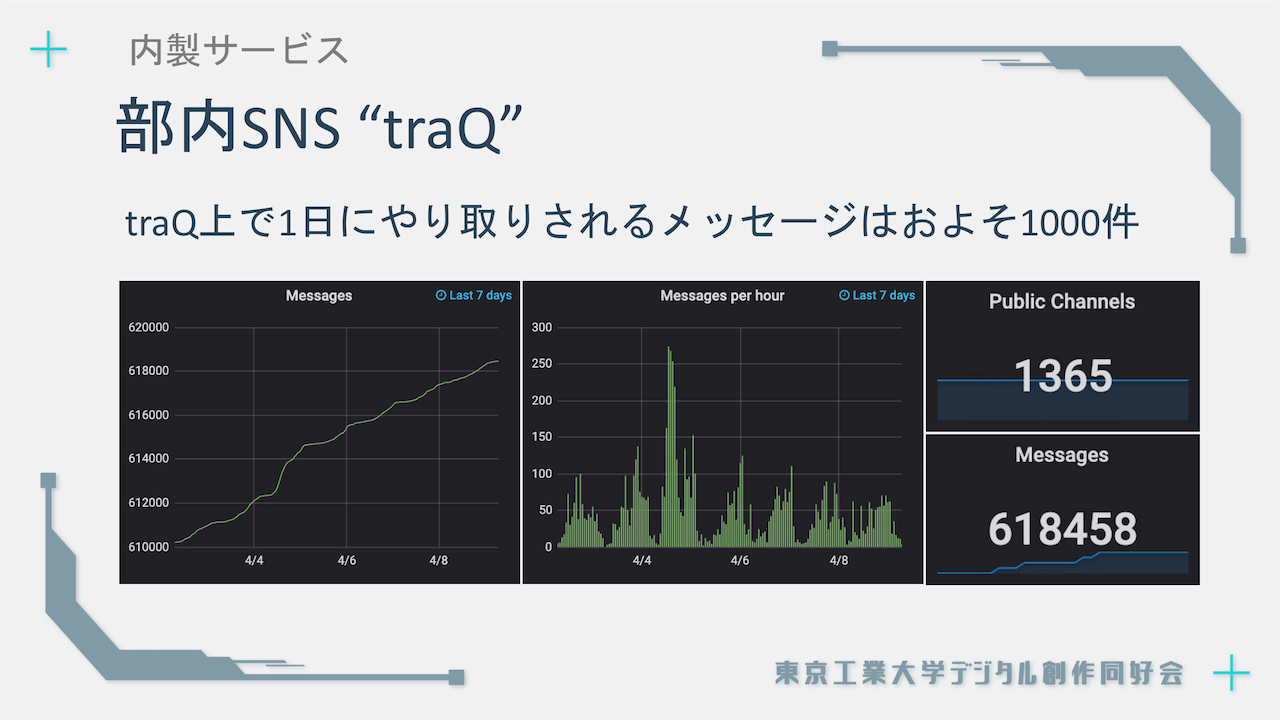 内製サービス
部内SNS “traQ”
traQ上で1日にやり取りされるメッセージはおよそ1000件
Messages
Last 7 days
620000
618000
616000
614000
612000
610000
4/4
4/6
4/8
Messages per hour
Last 7 days
300
250
200
150
100
50
0
4/4
4/6
4/8
Public Channels
1365
Messages
618458
東京工業大学デジタル創作同好会